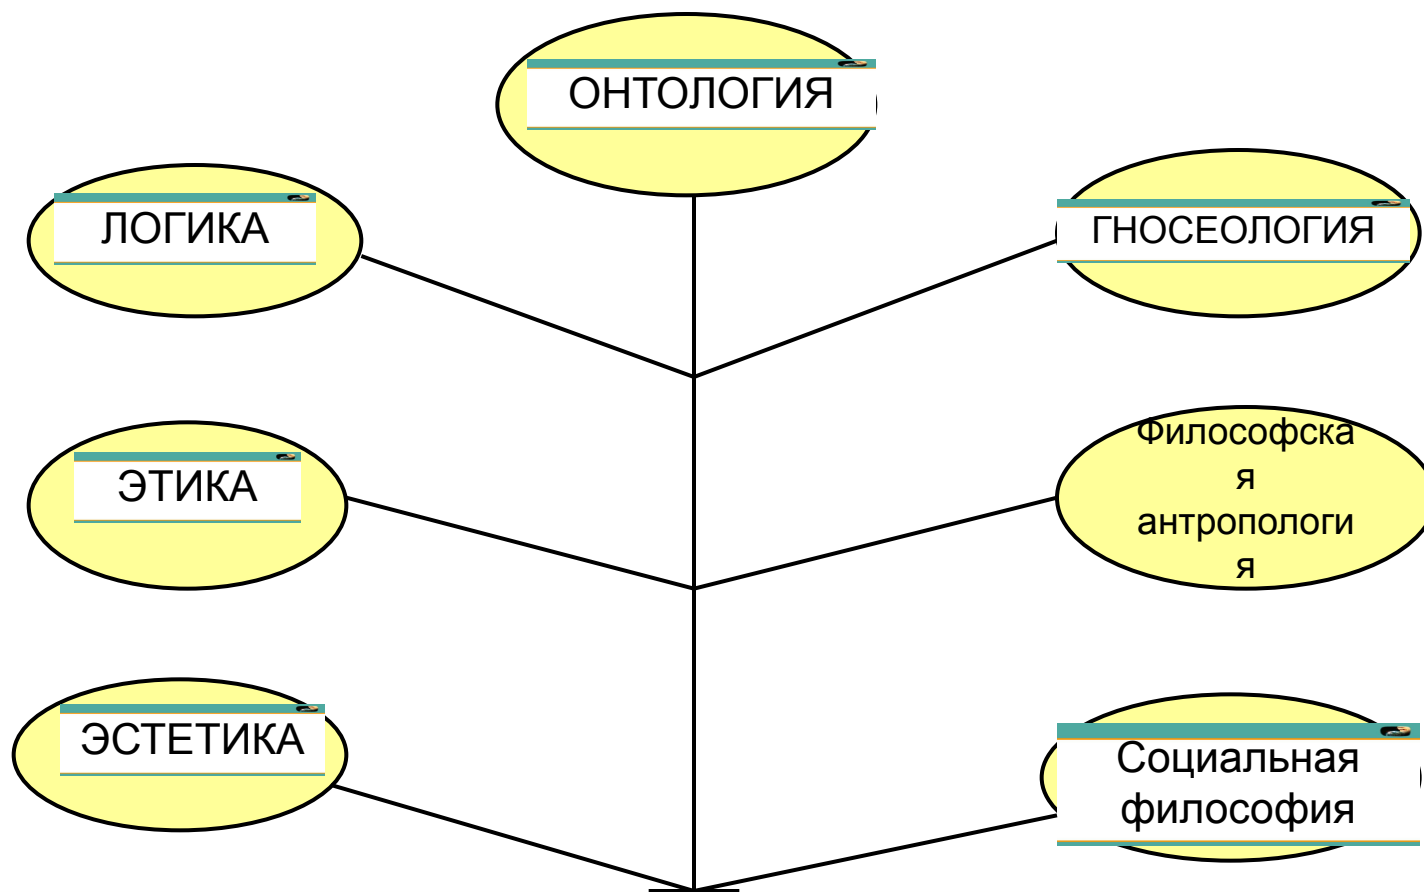 ОНТОЛОГИЯ
ЛОГИКА
ГНОСЕОЛОГИЯ
ЭТИКА
Философска
я
антропологи
я
ЭСТЕТИКА
Социальная
философия